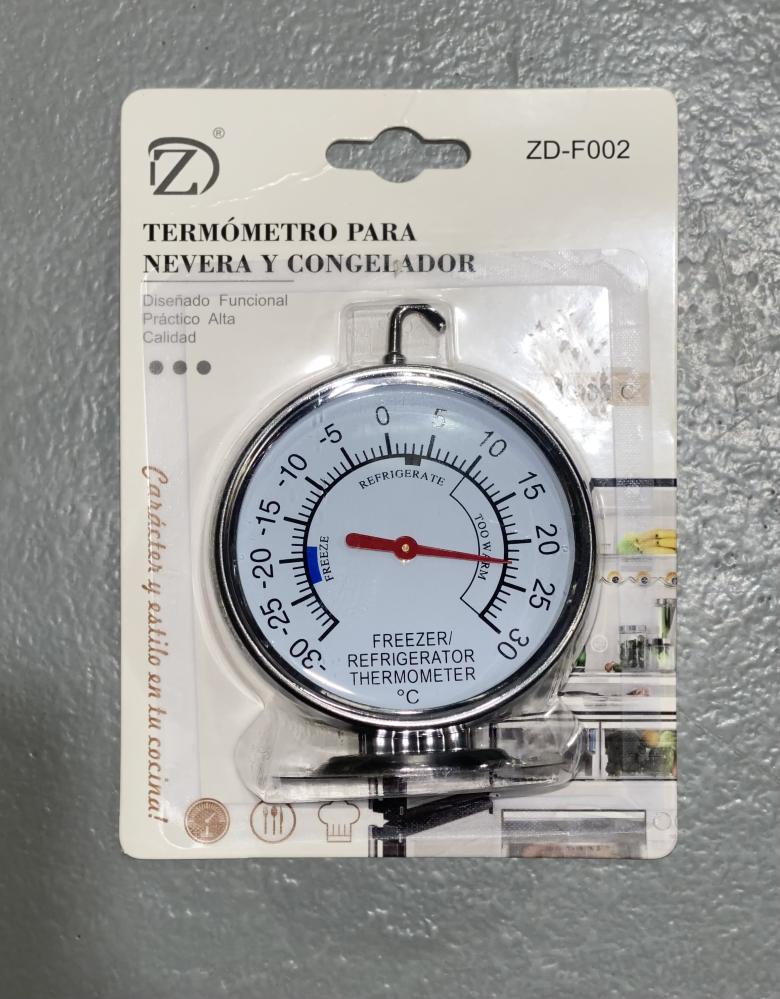 DZ®
ZD-F002
TERMÓMETRO PARA
NEVERA Y CONGELADOR
Diseñado Funcional
Práctico Alta
Calidad
Carácter y estilo en tu cocina!
-30 -25 -20 -15 -10 -5 0 5 10 15 20 25 30
REFRIGERATE
TOO WARM
FREEZE
FREEZER/
REFRIGERATOR
THERMOMETER
°C